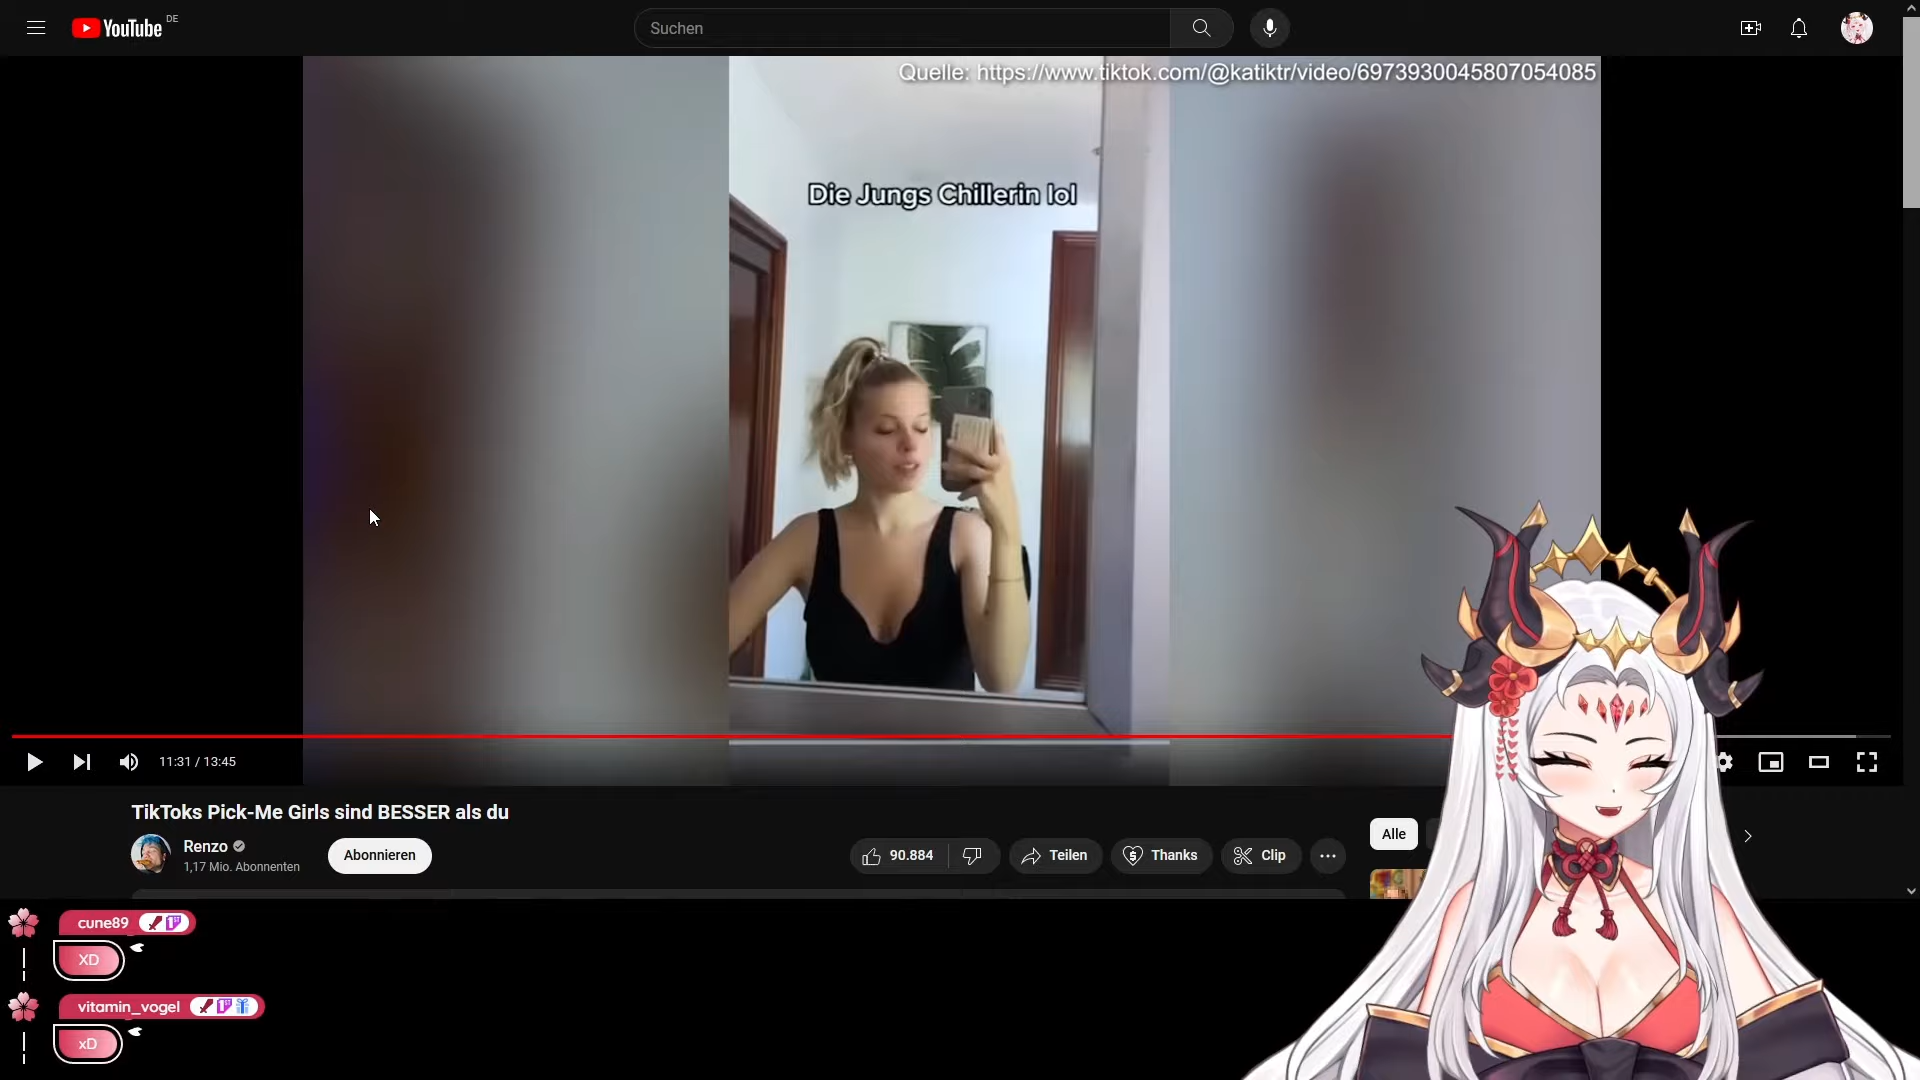 YouTube DE
Suchen
Quelle: https://www.tiktok.com/@katiktr/video/6973930045807054085
Die Jungs Chillerin lol
11:31 / 13:45
TikToks Pick-Me Girls sind BESSER als du
Renzo
1,17 Mio. Abonnenten
Abonnieren
90.884
Teilen
Thanks
Clip
Alle
cune89
XD
vitamin_vogel
xD